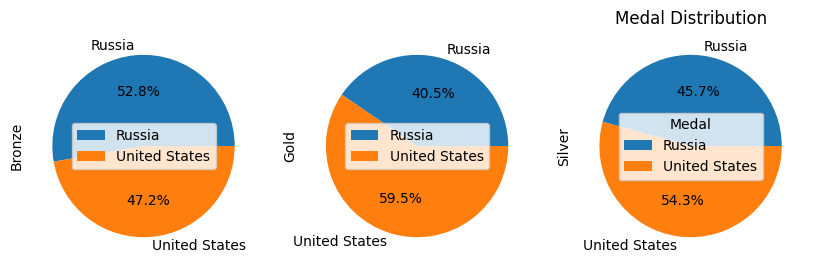 Medal Distribution
Bronze
Russia
52.8%
Russia
United States
47.2%
United States
Gold
Russia
40.5%
Russia
United States
59.5%
United States
Silver
Russia
45.7%
Medal
Russia
United States
54.3%
United States